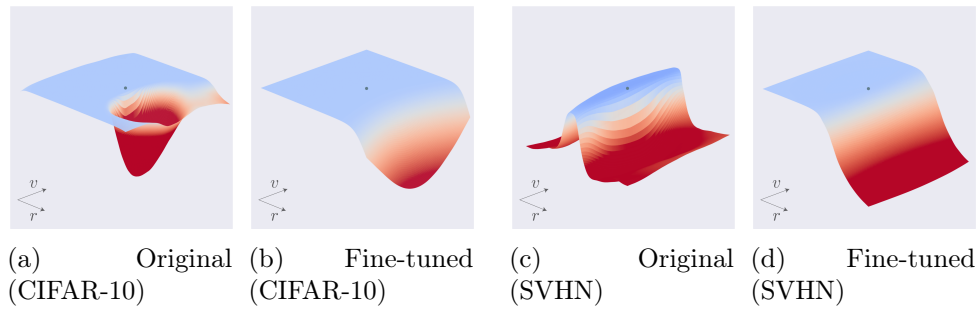 v
r
v
r
v
r
v
r
(a) Original
(CIFAR-10)
(b) Fine-tuned
(CIFAR-10)
(c) Original
(SVHN)
(d) Fine-tuned
(SVHN)